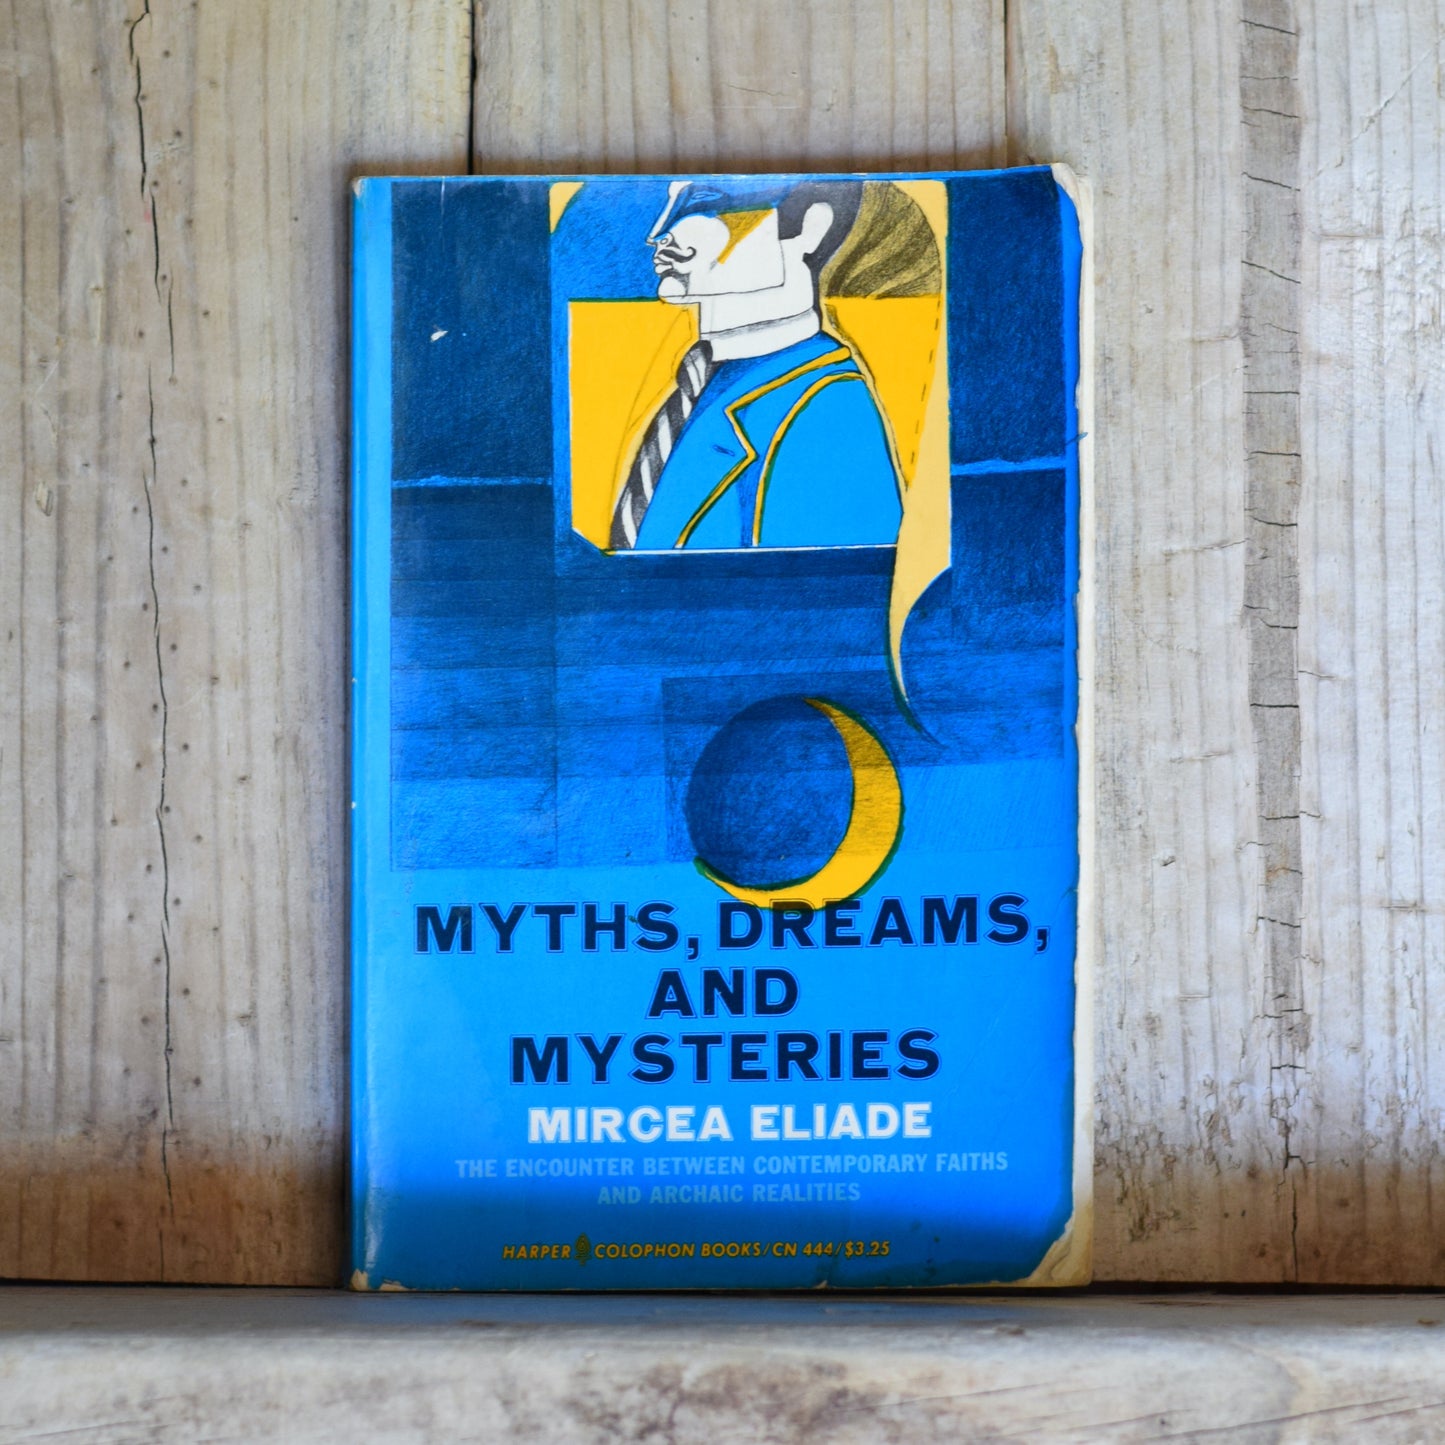 MYTHS, DREAMS,
AND
MYSTERIES
MIRCEA ELIADE
THE ENCOUNTER BETWEEN CONTEMPORARY FAITHS
AND ARCHAIC REALITIES
HARPER COLOPHON BOOKS/CN 444/$3.25